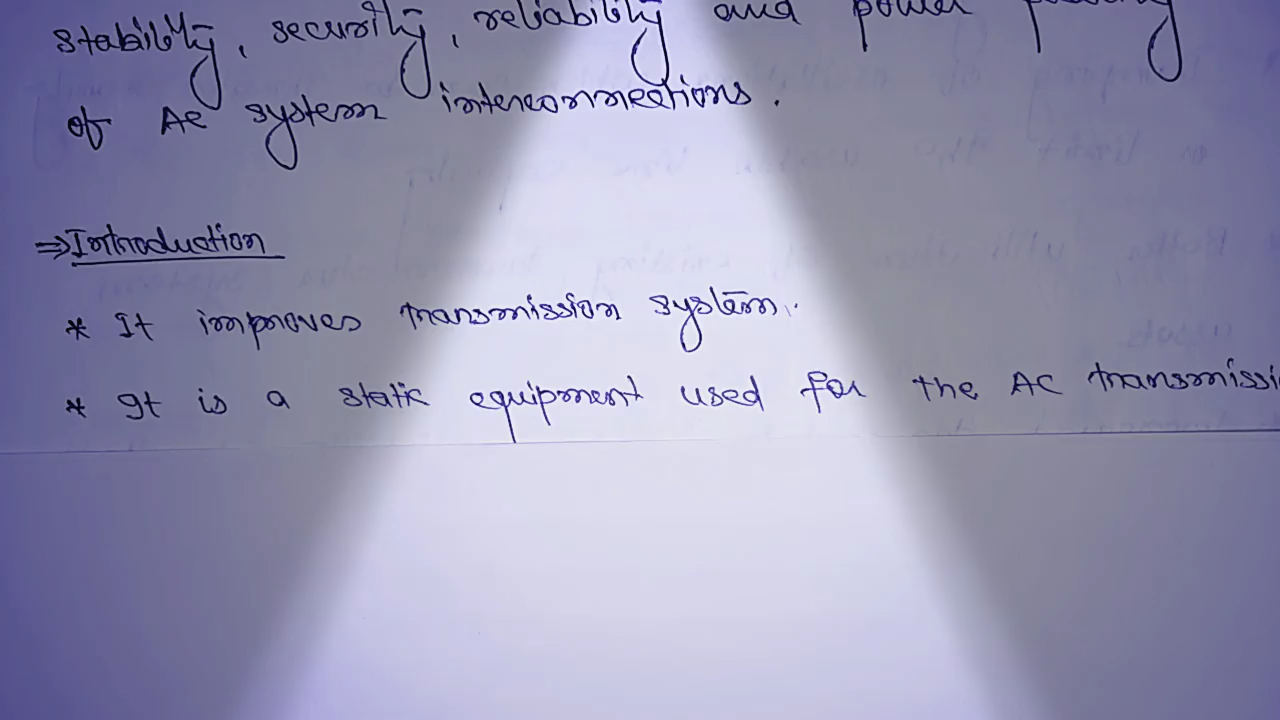 stability, security, reliability and power
of AC system interconnections.
⇒ Introduction
* It improves transmission system.
* It is a static equipment used for the AC transmissi